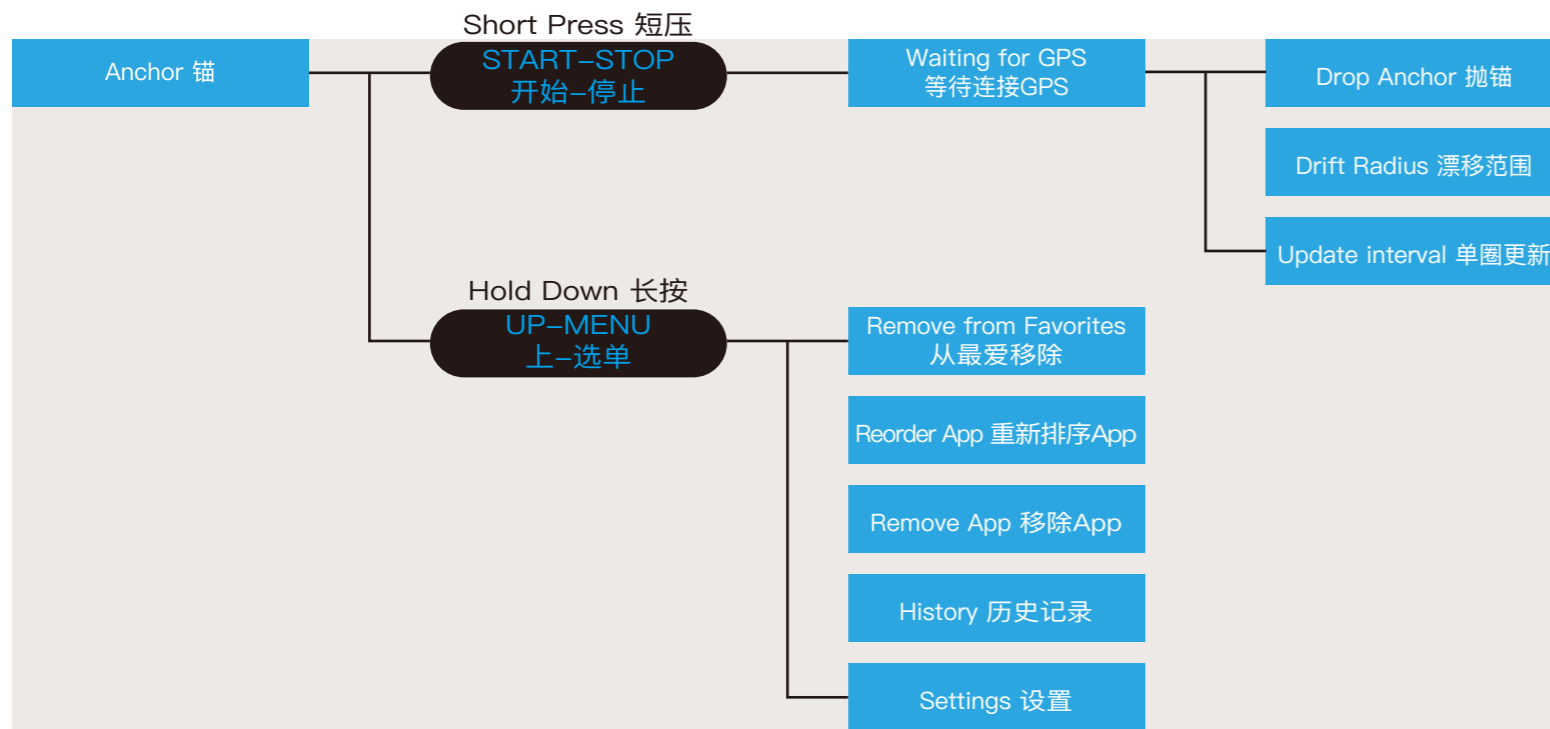 Short Press 短压
Anchor 锚
START-STOP
开始-停止
Waiting for GPS
等待连接GPS
Drop Anchor 抛锚
Drift Radius 漂移范围
Update interval 单圈更新
Hold Down 长按
UP-MENU
上-选单
Remove from Favorites
从最爱移除
Reorder App 重新排序App
Remove App 移除App
History 历史记录
Settings 设置